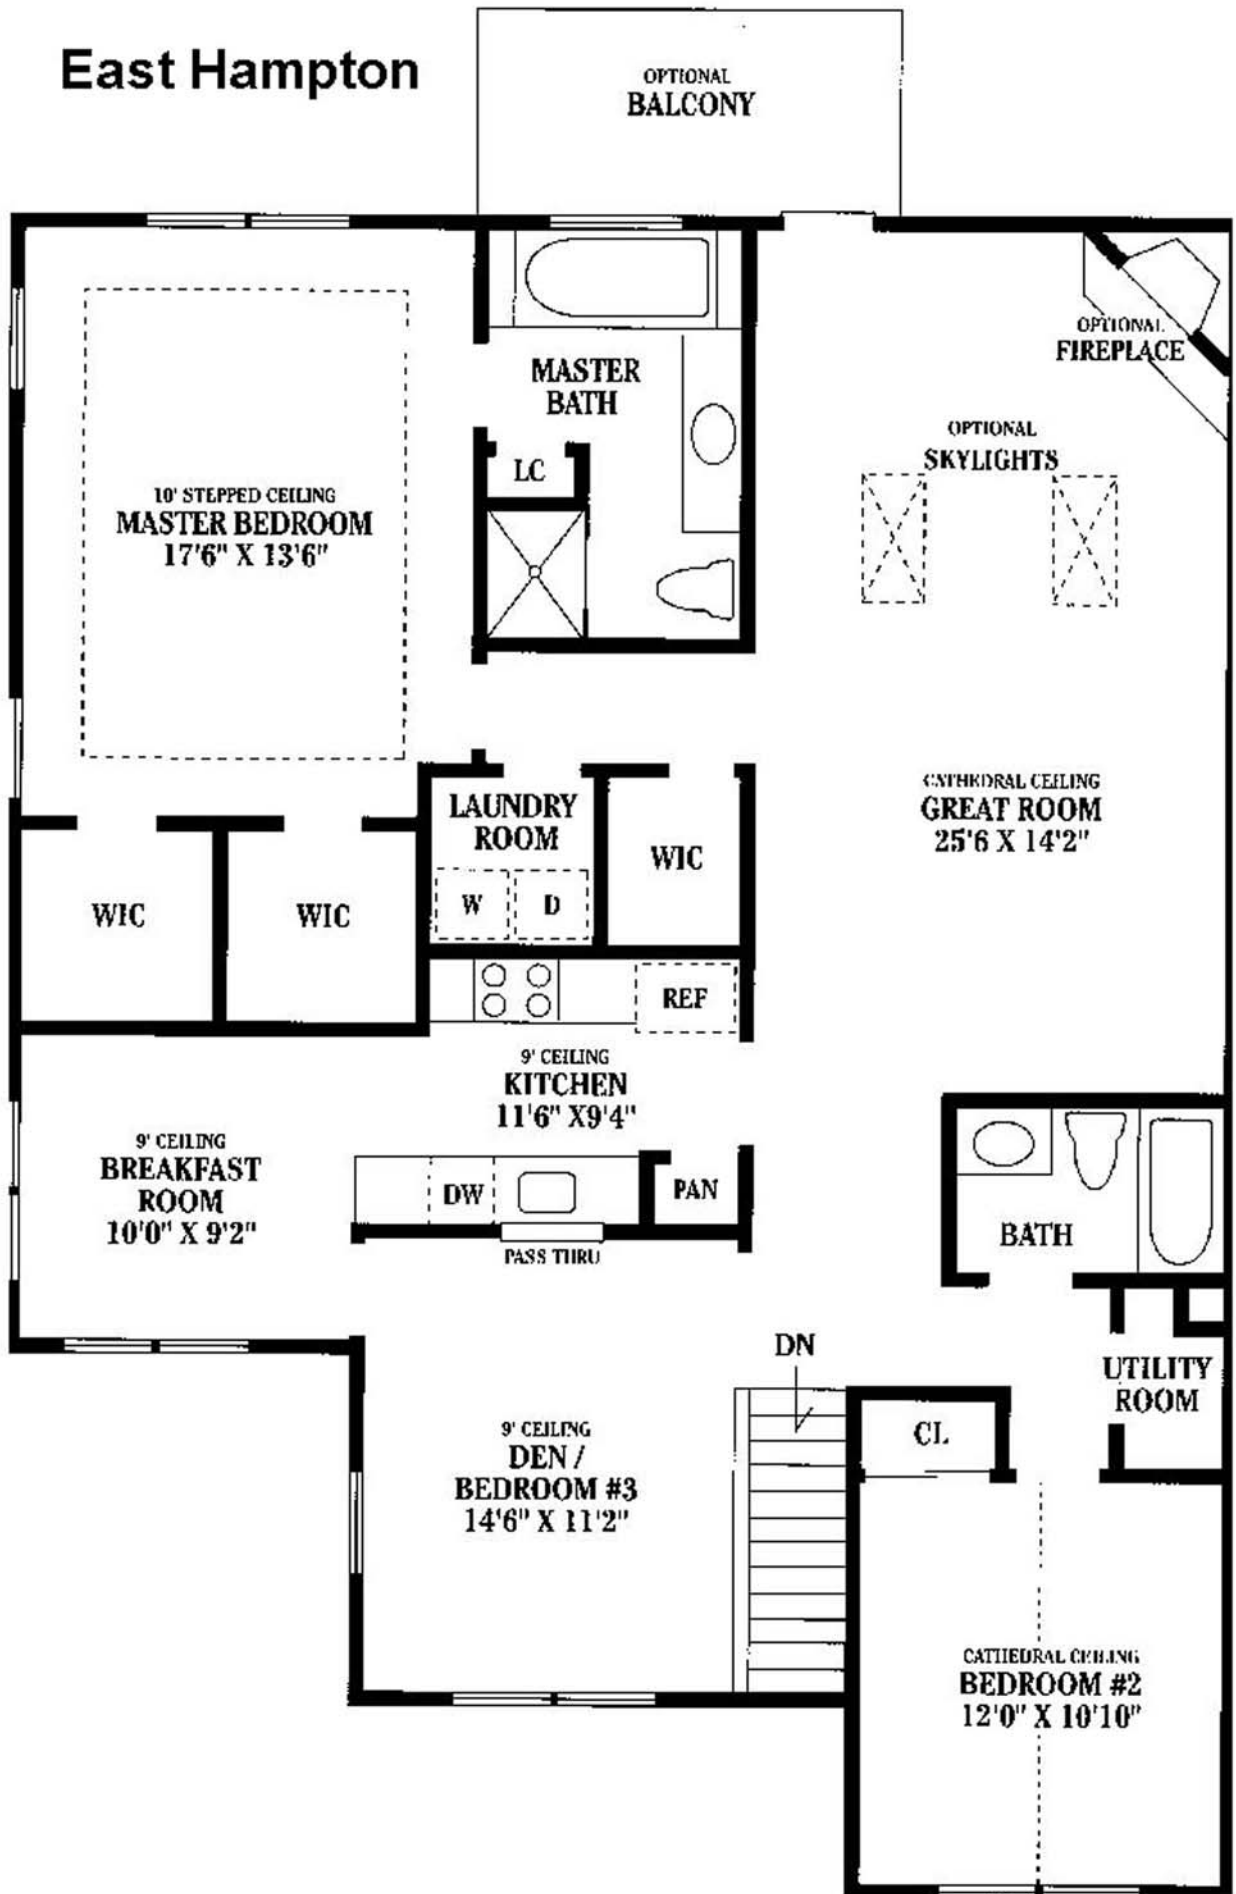 East Hampton
OPTIONAL
BALCONY
OPTIONAL
FIREPLACE
MASTER
BATH
LC
OPTIONAL
SKYLIGHTS
10' STEPPED CEILING
MASTER BEDROOM
17'6" X 13'6"
CATHEDRAL CEILING
GREAT ROOM
25'6 X 14'2"
LAUNDRY
ROOM
W
D
WIC
WIC
WIC
REF
9' CEILING
KITCHEN
11'6" X9'4"
9' CEILING
BREAKFAST
ROOM
10'0" X 9'2"
DW
PAN
PASS THRU
BATH
DN
UTILITY
ROOM
CL
9' CEILING
DEN /
BEDROOM #3
14'6" X 11'2"
CATHEDRAL CEILING
BEDROOM #2
12'0" X 10'10"